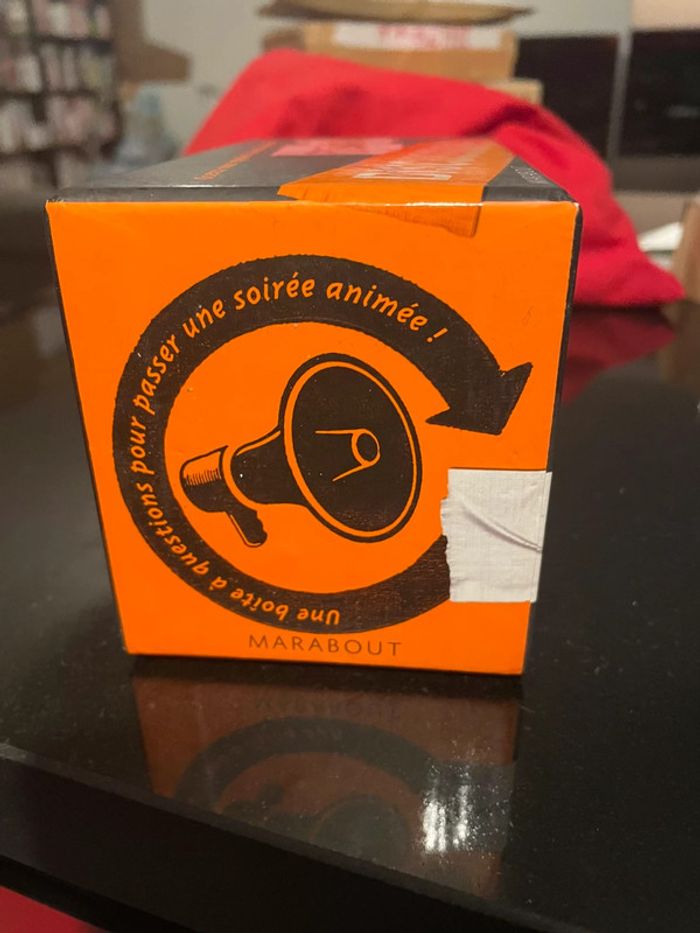 Une boîte à questions pour passer une soirée animée !
MARABOUT